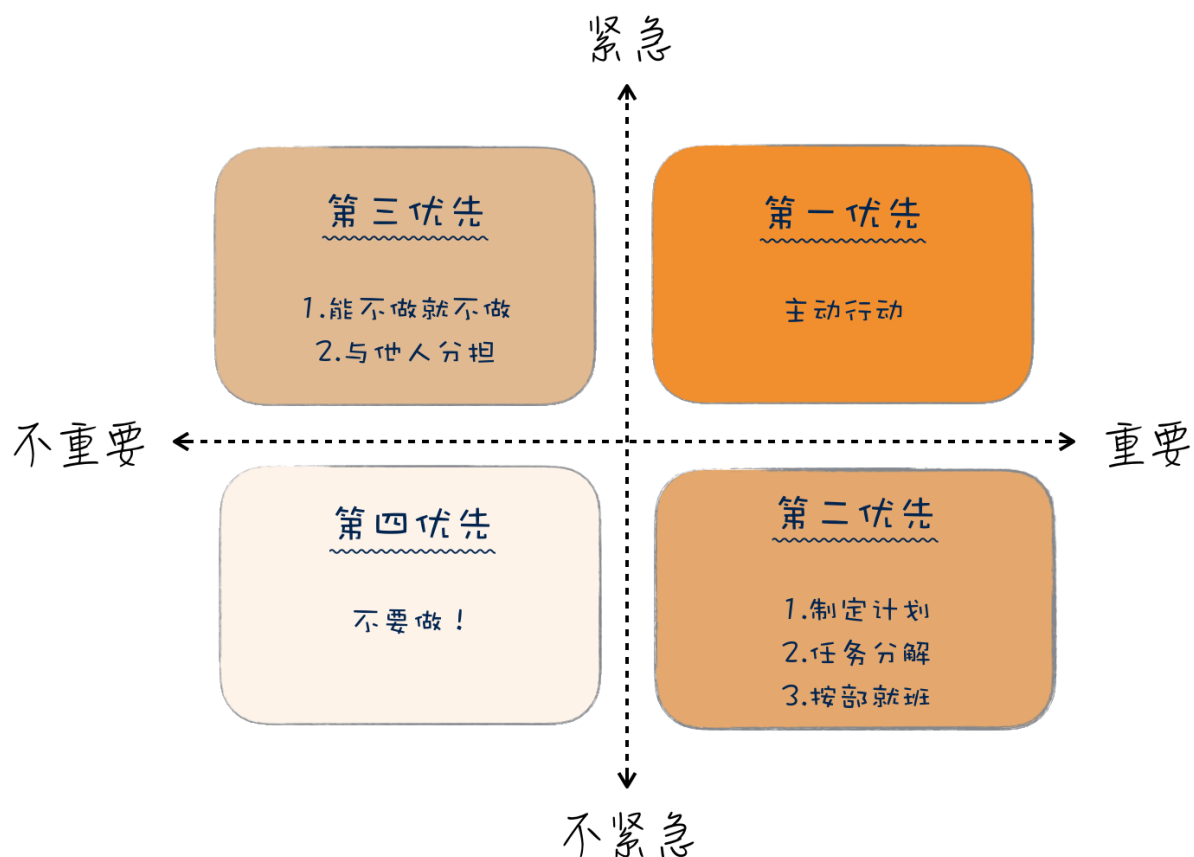 紧急
第三优先
1.能不做就不做
2.与他人分担
第一优先
主动行动
不重要
重要
第四优先
不要做！
第二优先
1.制定计划
2.任务分解
3.按部就班
不紧急